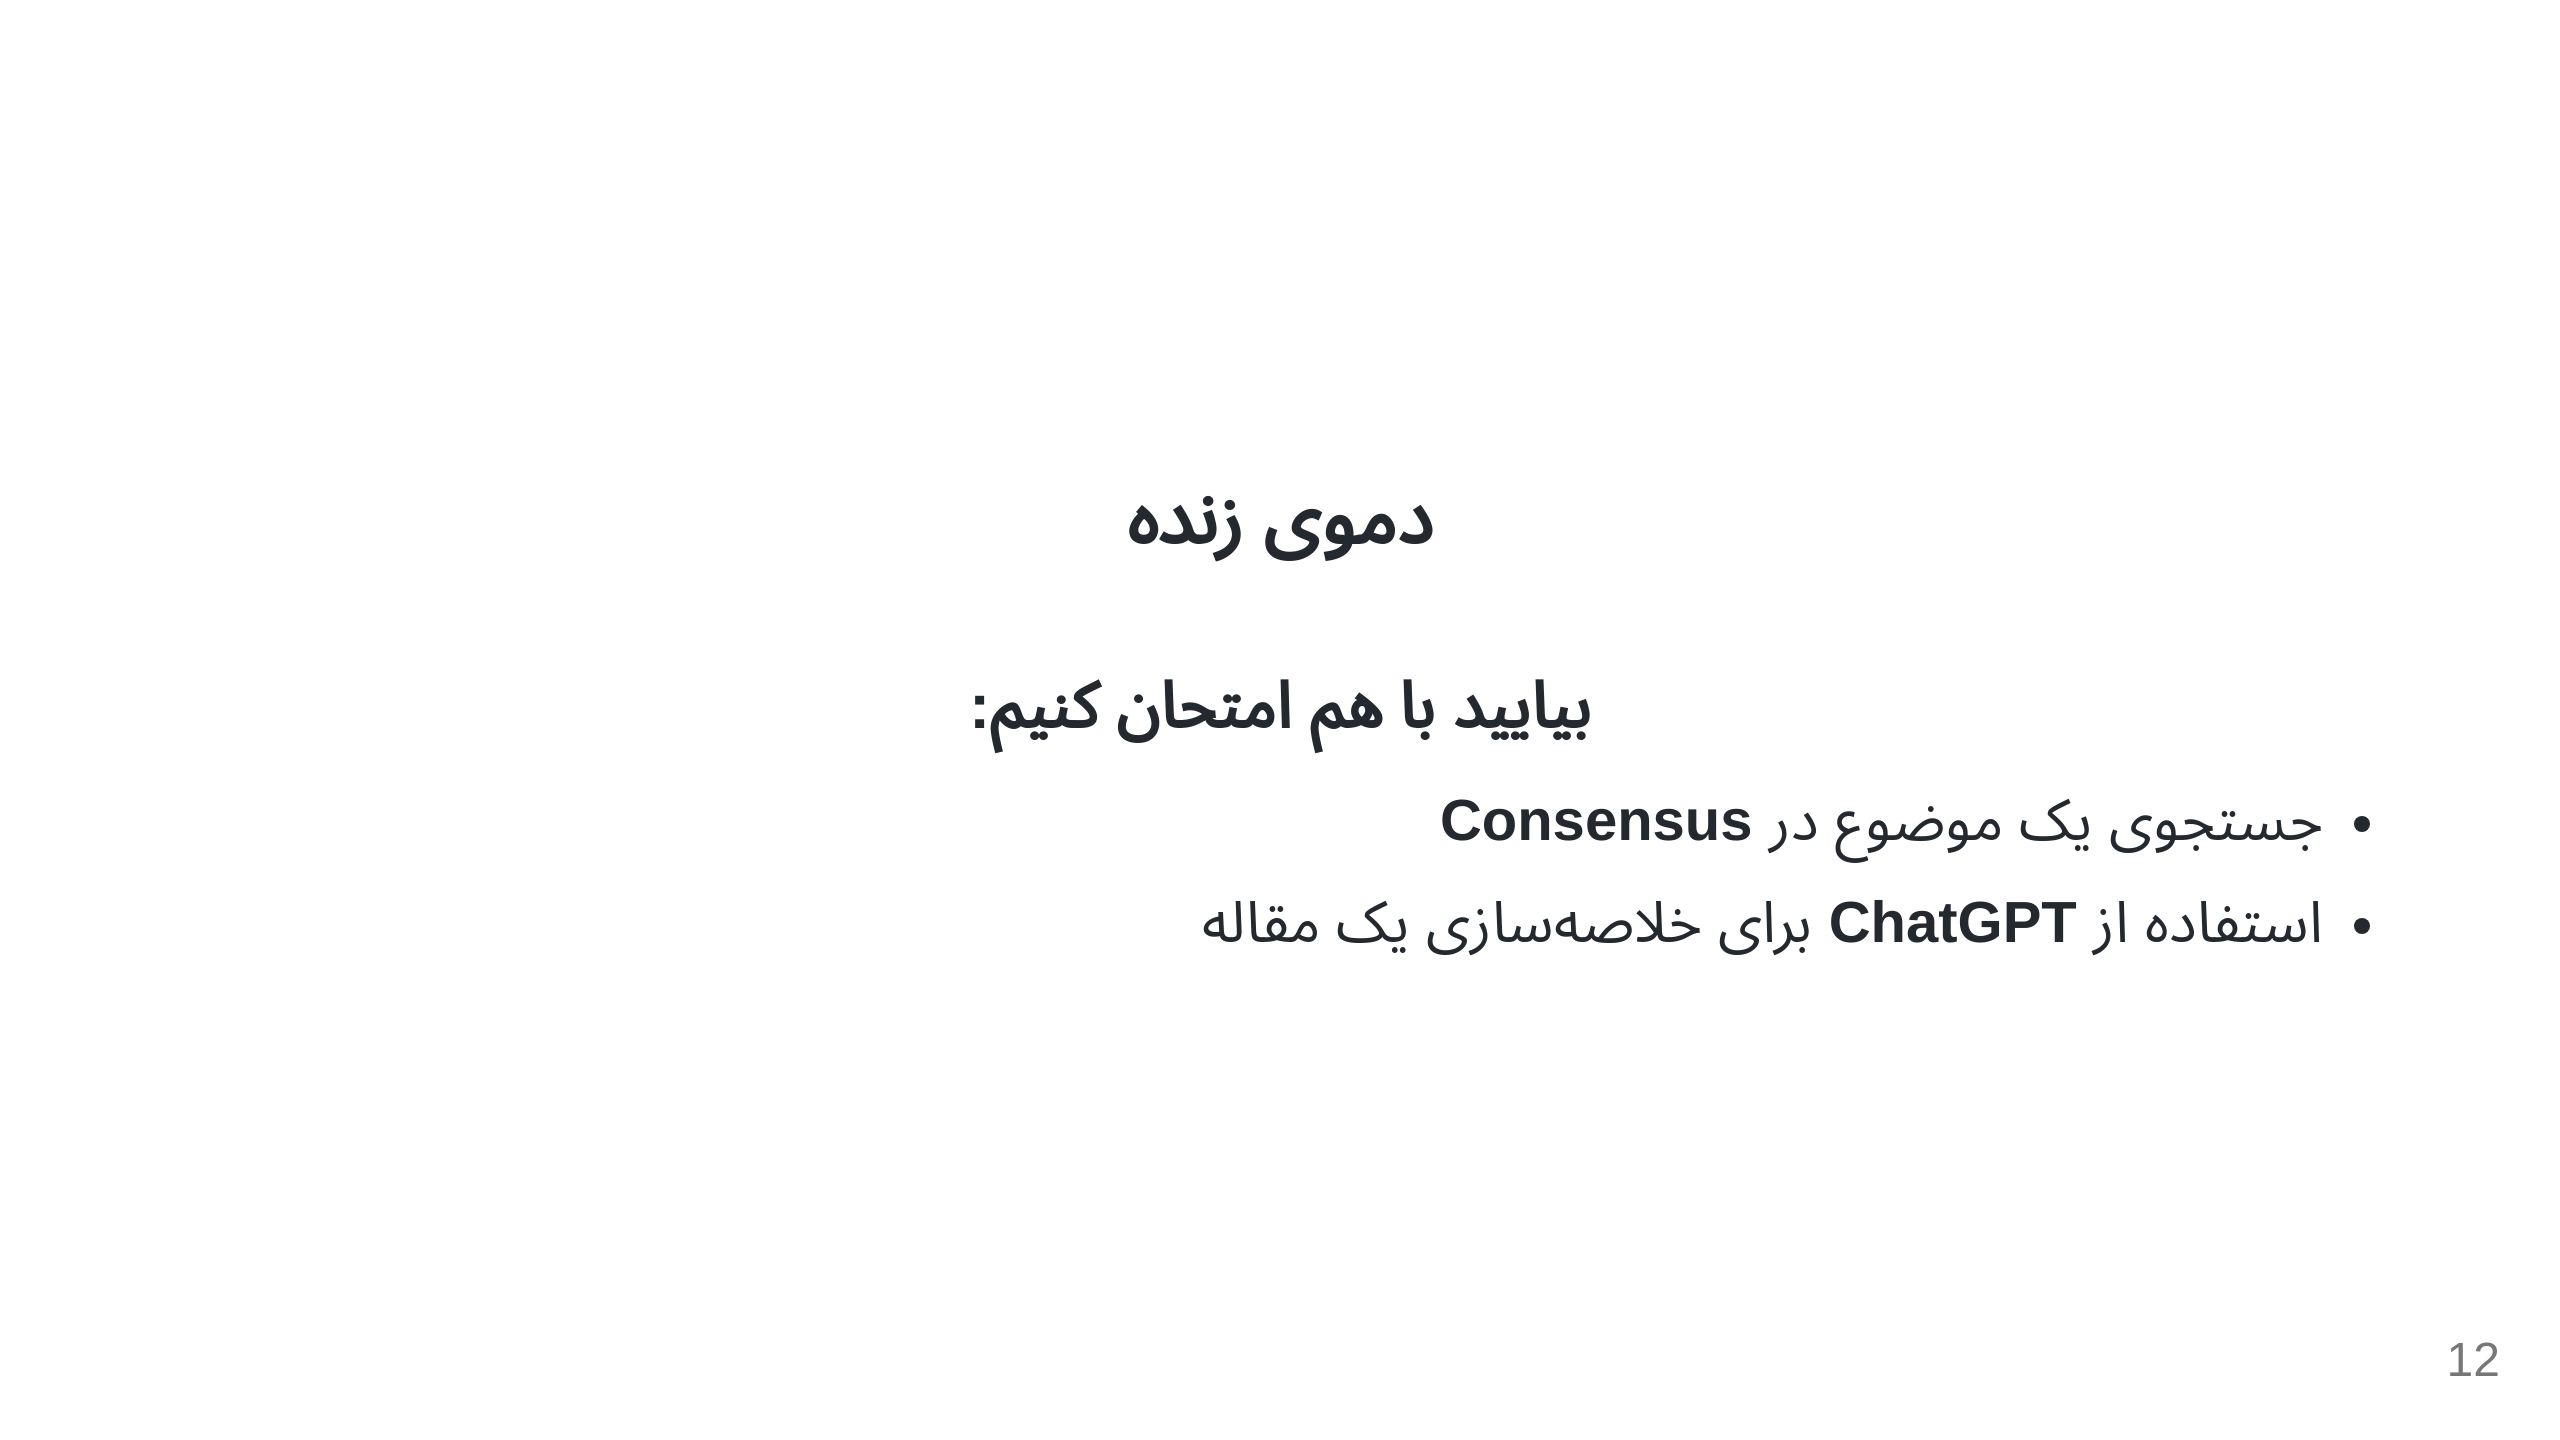 دموی زنده
بیایید با هم امتحان کنیم:
• جستجوی یک موضوع در Consensus
• استفاده از ChatGPT برای خلاصه‌سازی یک مقاله
12